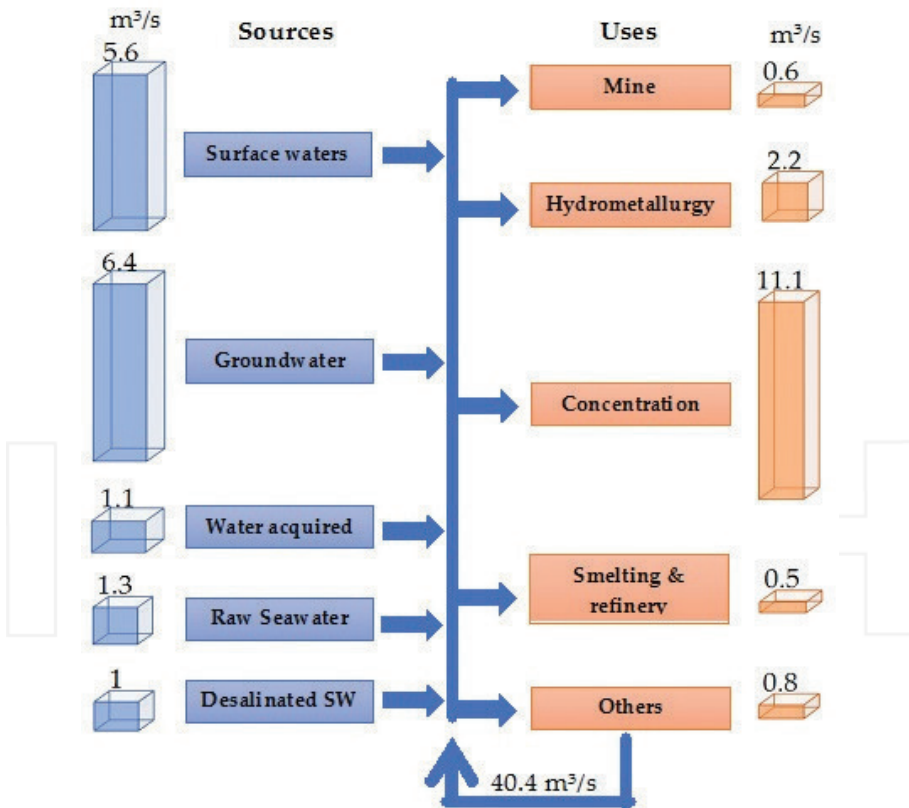 m³/s
Sources
Uses
m³/s
5.6
Surface waters
Mine
0.6
Hydrometallurgy
2.2
6.4
Groundwater
Concentration
11.1
1.1
Water acquired
1.3
Raw Seawater
Smelting &
refinery
0.5
1
Desalinated SW
Others
0.8
40.4 m³/s